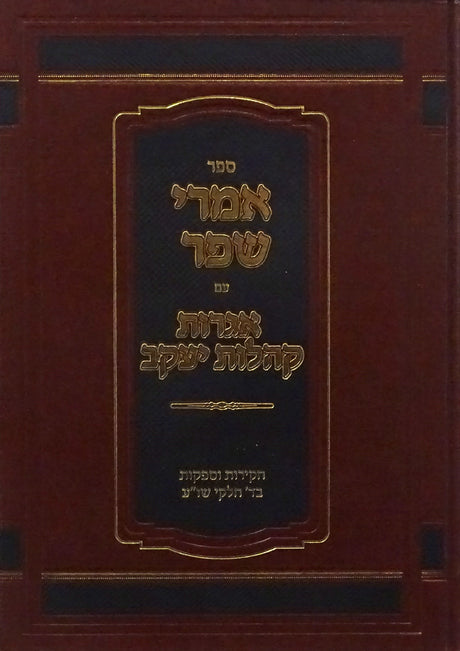 ספר
אמרי
שפר
עם
אגרות
קהלות יעקב
חקירות וספקות
בד' חלקי שו"ע